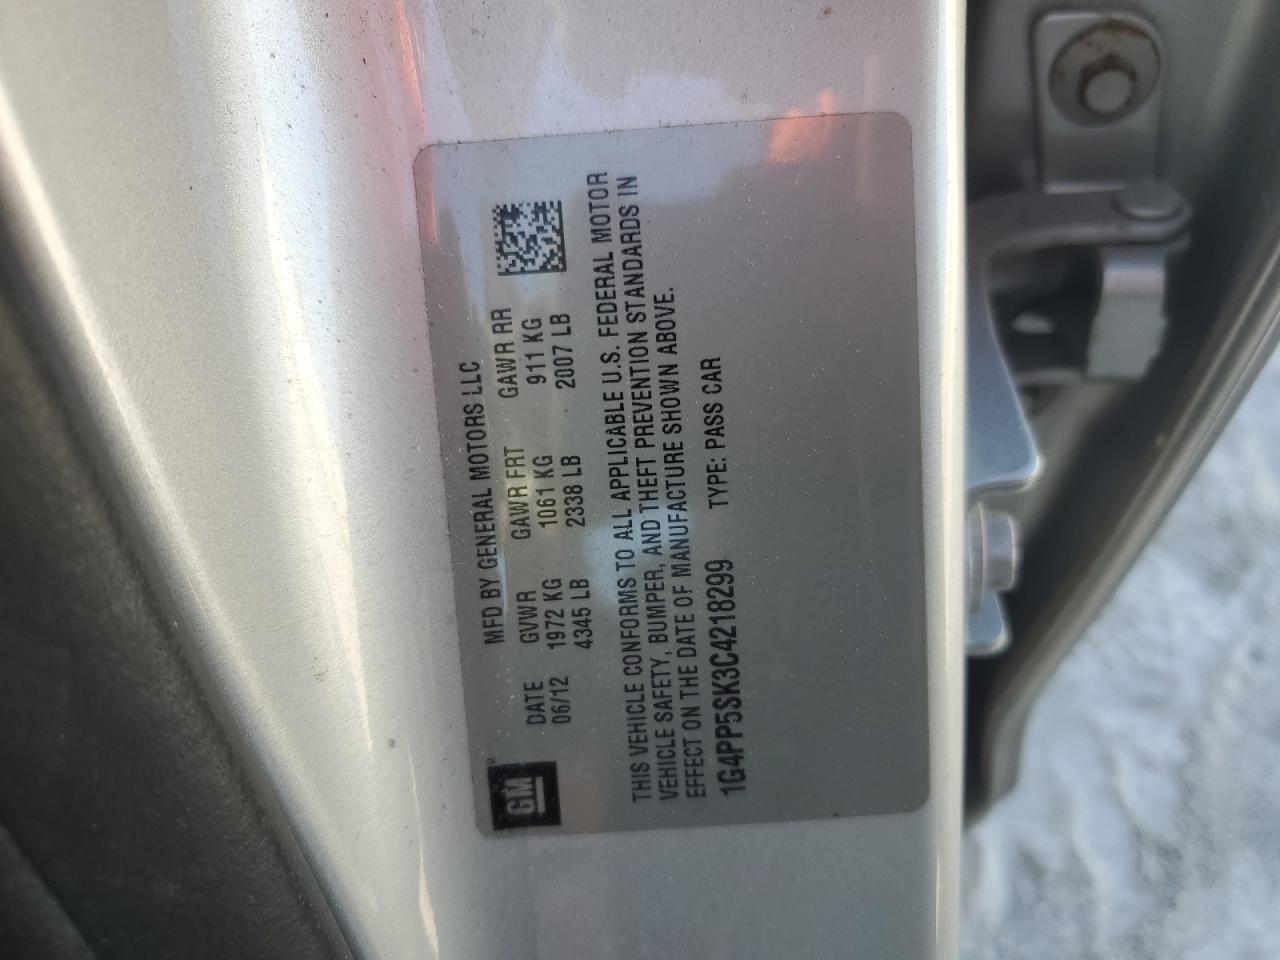 GM
MFD BY GENERAL MOTORS LLC
DATE GVWR GAWR FRT GAWR RR
06/12 1972 KG 1061 KG 911 KG
4345 LB 2338 LB 2007 LB
THIS VEHICLE CONFORMS TO ALL APPLICABLE U.S. FEDERAL MOTOR
VEHICLE SAFETY, BUMPER, AND THEFT PREVENTION STANDARDS IN
EFFECT ON THE DATE OF MANUFACTURE SHOWN ABOVE.
1G4PP5SK3C4218299 TYPE: PASS CAR